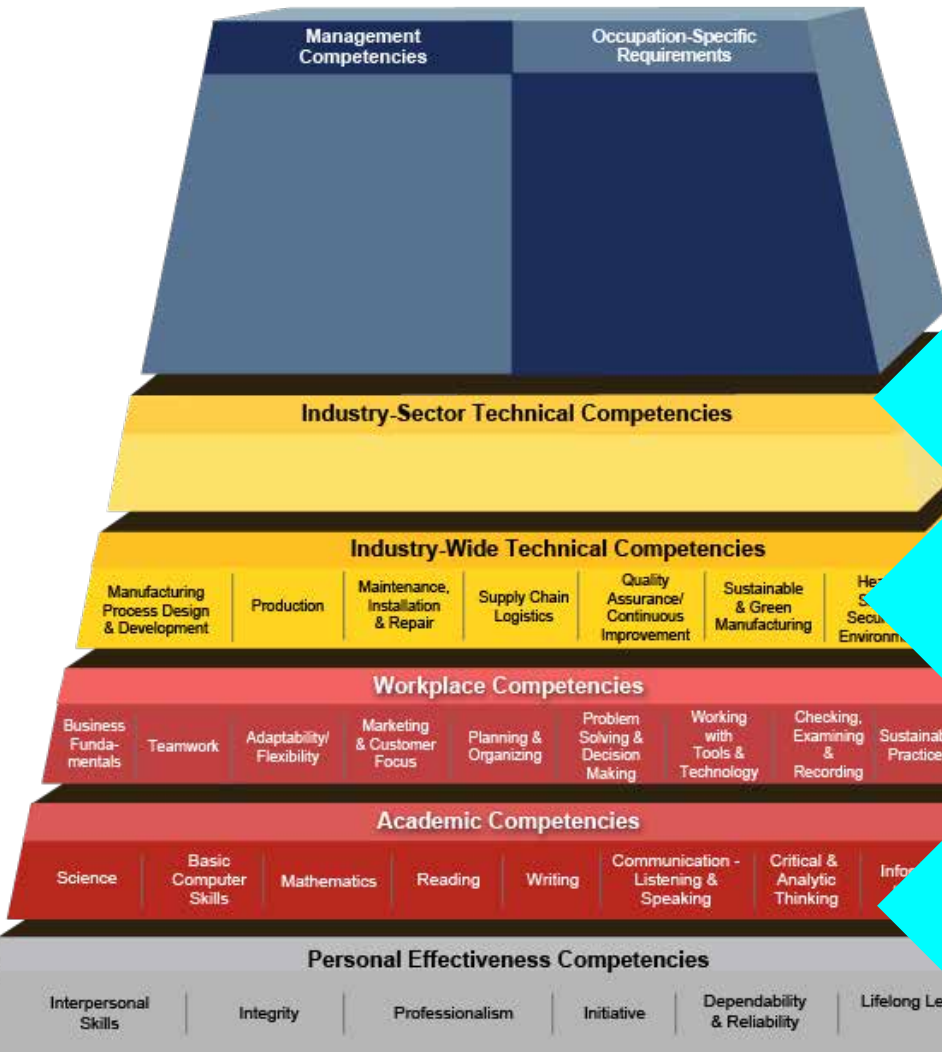 Management
Competencies
Occupation-Specific
Requirements
Industry-Sector Technical Competencies
Industry-Wide Technical Competencies
Manufacturing
Process Design
& Development
Production
Maintenance,
Installation
& Repair
Supply Chain
Logistics
Quality
Assurance/
Continuous
Improvement
Sustainable
& Green
Manufacturing
Workplace Competencies
Business
Funda-
mentals
Teamwork
Adaptability/
Flexibility
Marketing
& Customer
Focus
Planning &
Organizing
Problem
Solving &
Decision
Making
Working
with
Tools &
Technology
Checking,
Examining
&
Recording
Academic Competencies
Science
Basic
Computer
Skills
Mathematics
Reading
Writing
Communication -
Listening &
Speaking
Critical &
Analytic
Thinking
Personal Effectiveness Competencies
Interpersonal
Skills
Integrity
Professionalism
Initiative
Dependability
& Reliability
Lifelong